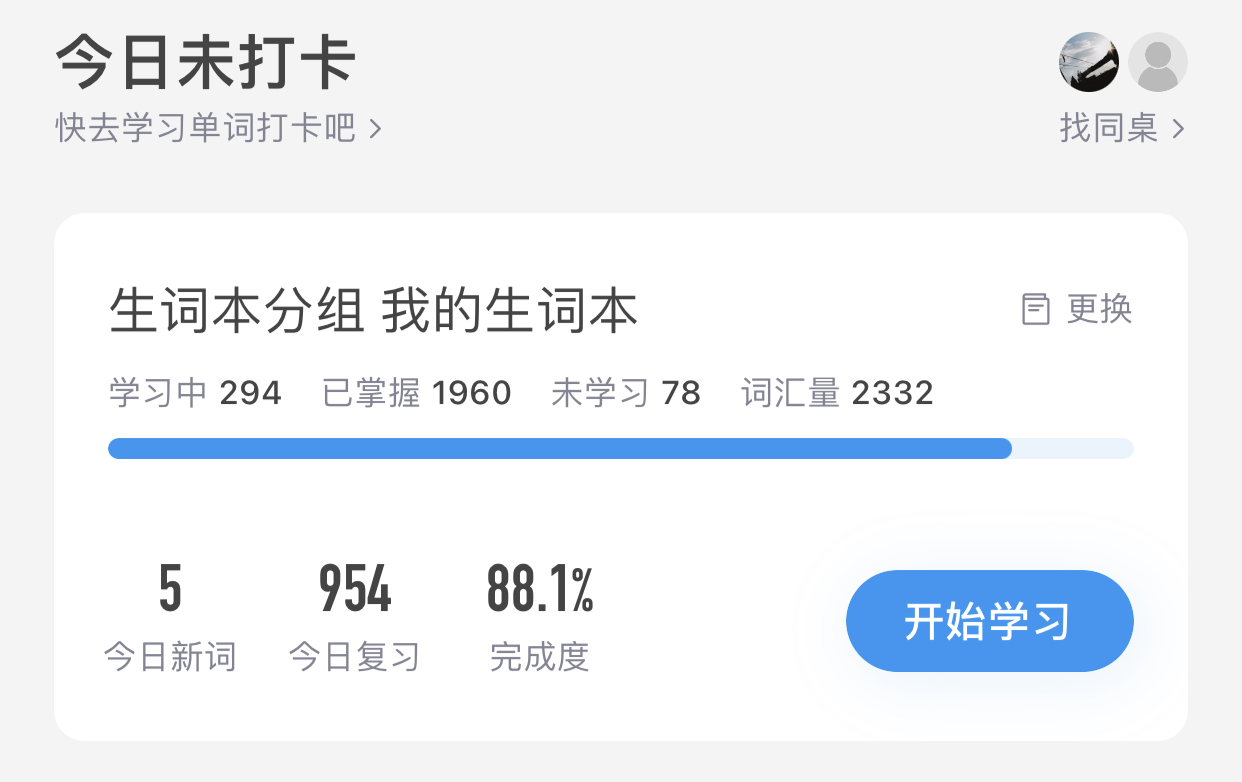 今日未打卡
快去学习单词打卡吧 >
找同桌 >
生词本分组 我的生词本
更换
学习中 294 已掌握 1960 未学习 78 词汇量 2332
5 954 88.1%
今日新词 今日复习 完成度
开始学习